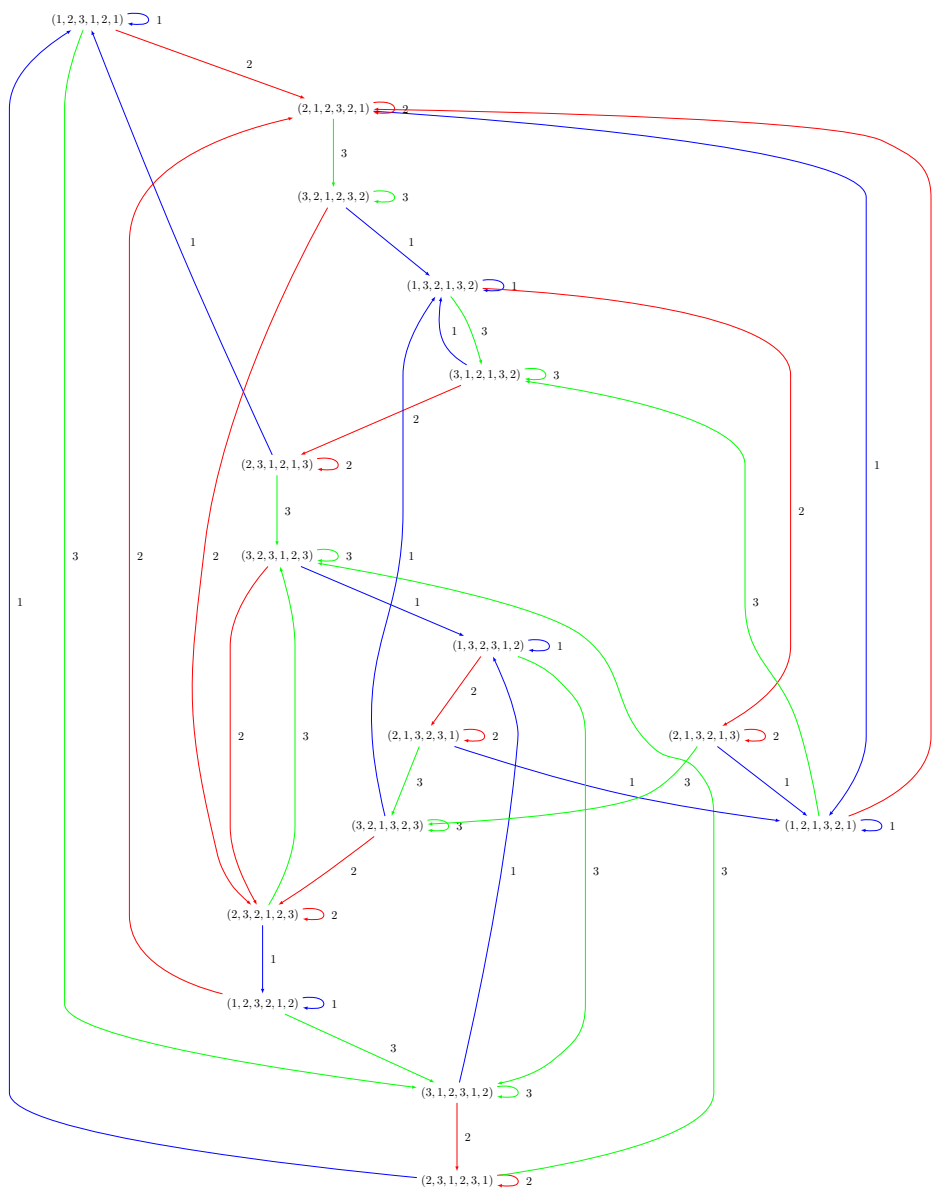 (1, 2, 3, 1, 2, 1) 1
2
(2, 1, 2, 3, 2, 1) 2
3
(3, 2, 1, 2, 3, 2) 3
1 1
(1, 3, 2, 1, 3, 2) 1
1 3
(3, 1, 2, 1, 3, 2) 3
2
(2, 3, 1, 2, 1, 3) 2 1
3 2
(3, 2, 3, 1, 2, 3) 3
3 2 2 1
1 1 3
(1, 3, 2, 3, 1, 2) 1
2
2 3 (2, 1, 3, 2, 3, 1) 2 (2, 1, 3, 2, 1, 3) 2
3 1 3 1
(3, 2, 1, 3, 2, 3) 3 (1, 2, 1, 3, 2, 1) 1
2 1 3 3
(2, 3, 2, 1, 2, 3) 2
1
(1, 2, 3, 2, 1, 2) 1
3
(3, 1, 2, 3, 1, 2) 3
2
(2, 3, 1, 2, 3, 1) 2